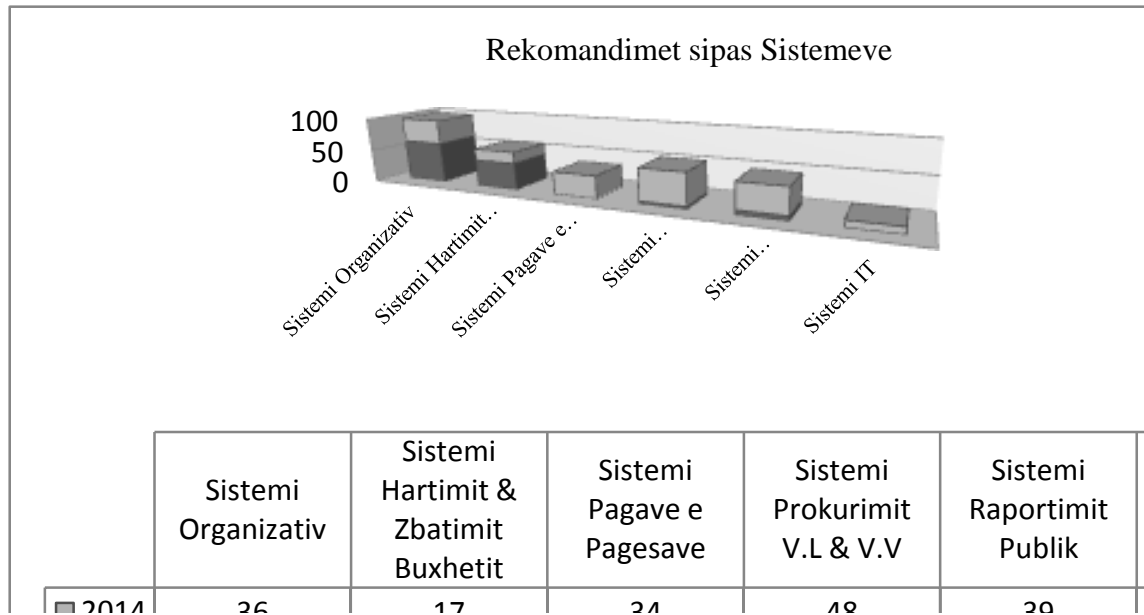 Rekomandimet sipas Sistemeve
100
50
0
Sistemi Organizativ
Sistemi Hartimit..
Sistemi Pagave e..
Sistemi..
Sistemi..
Sistemi IT
Sistemi Organizativ
Sistemi Hartimit & Zbatimit Buxhetit
Sistemi Pagave e Pagesave
Sistemi Prokurimit V.L & V.V
Sistemi Raportimit Publik
2014 36 17 34 48 39